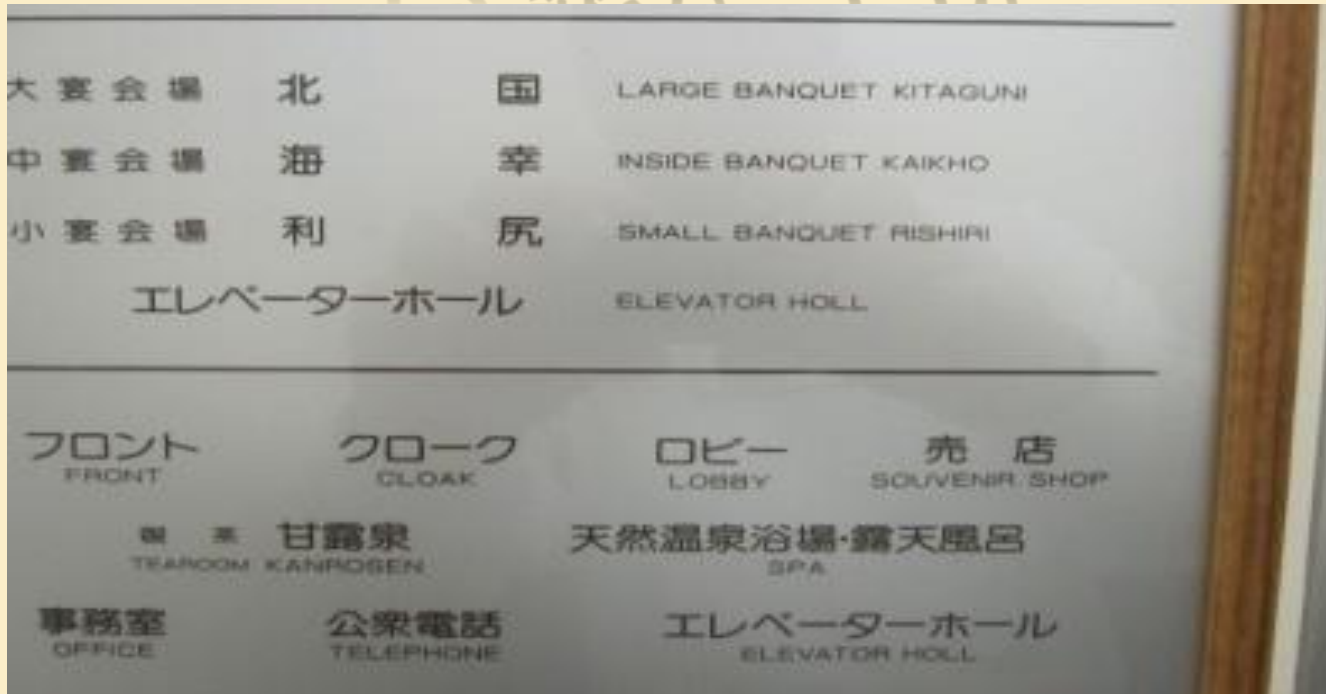 大宴会場 北国 LARGE BANQUET KITAGUNI
中宴会場 海幸 INSIDE BANQUET KAIKHO
小宴会場 利尻 SMALL BANQUET RISHIRI
エレベーターホール ELEVATOR HOLL
フロント クローク ロビー 売店
FRONT CLOAK LOBBY SOUVENIR SHOP
甘露泉 天然温泉浴場・露天風呂
TEAROOM KANROSEN SPA
事務室 公衆電話 エレベーターホール
OFFICE TELEPHONE ELEVATOR HOLL